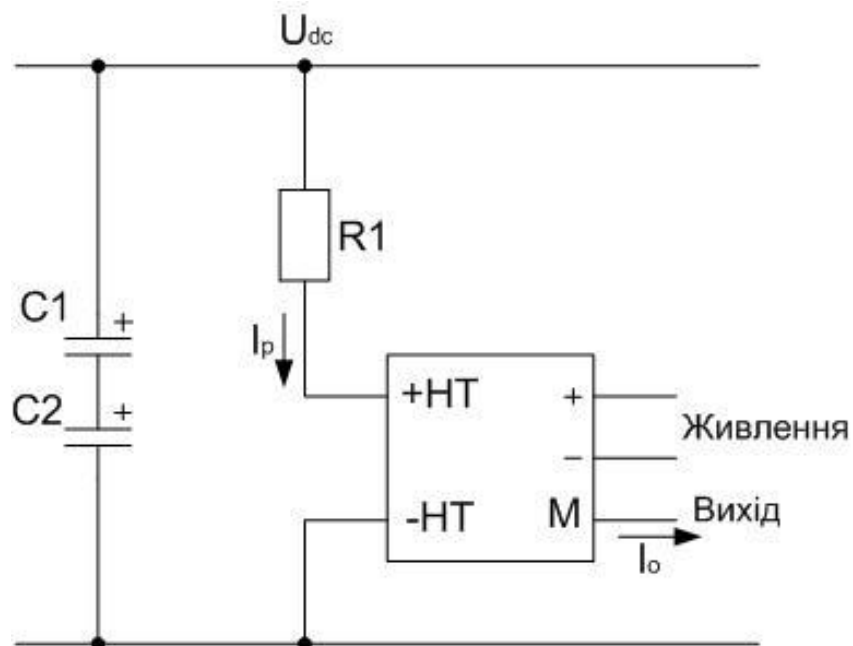 Udc
R1
C1
+
Ip
C2
+
+HT
+
Живлення
−
-HT
M
Вихід
Io